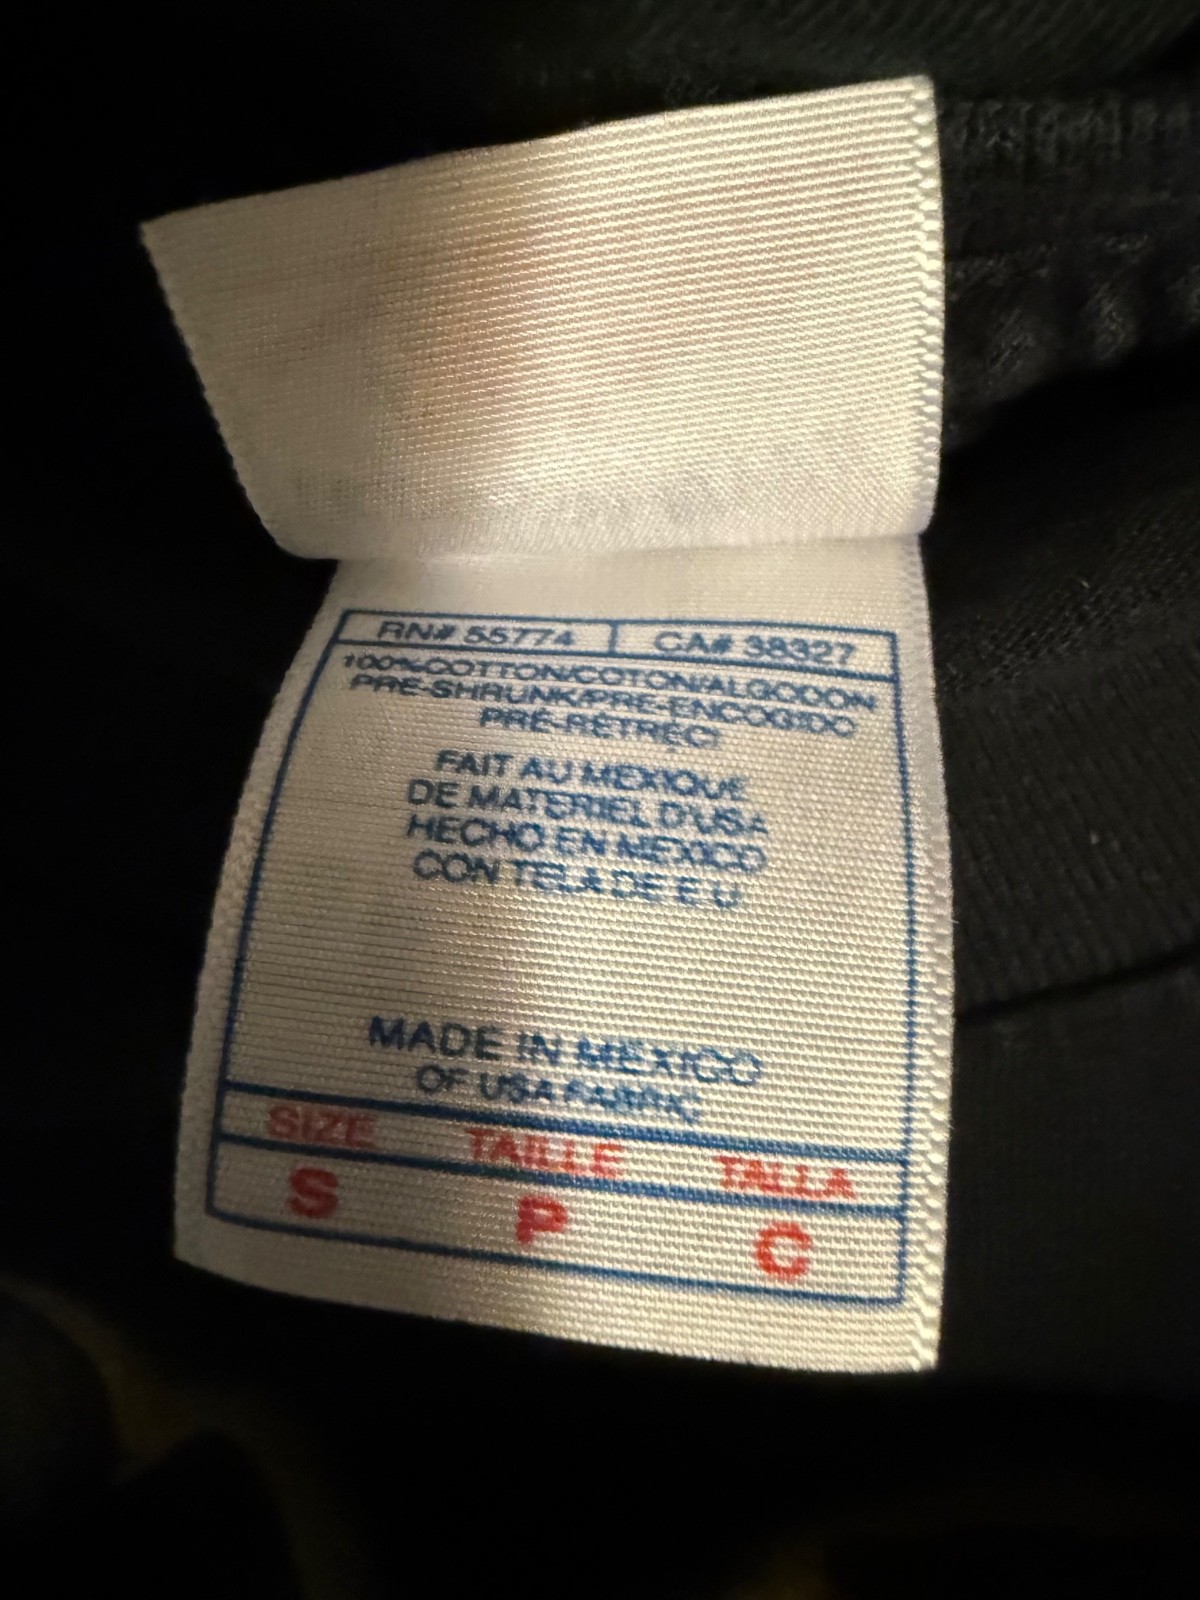 RN# 55774 CA# 38327
100%COTTON/COTON/ALGODON
PRE-SHRUNK/PRE-ENCOGIDO
PRÉ-RÉTRÉCI
FAIT AU MEXIQUE
DE MATERIEL D'USA
HECHO EN MEXICO
CON TELA DE E U
MADE IN MEXICO
OF USA FABRIC
SIZE TAILLE TALLA
S P C